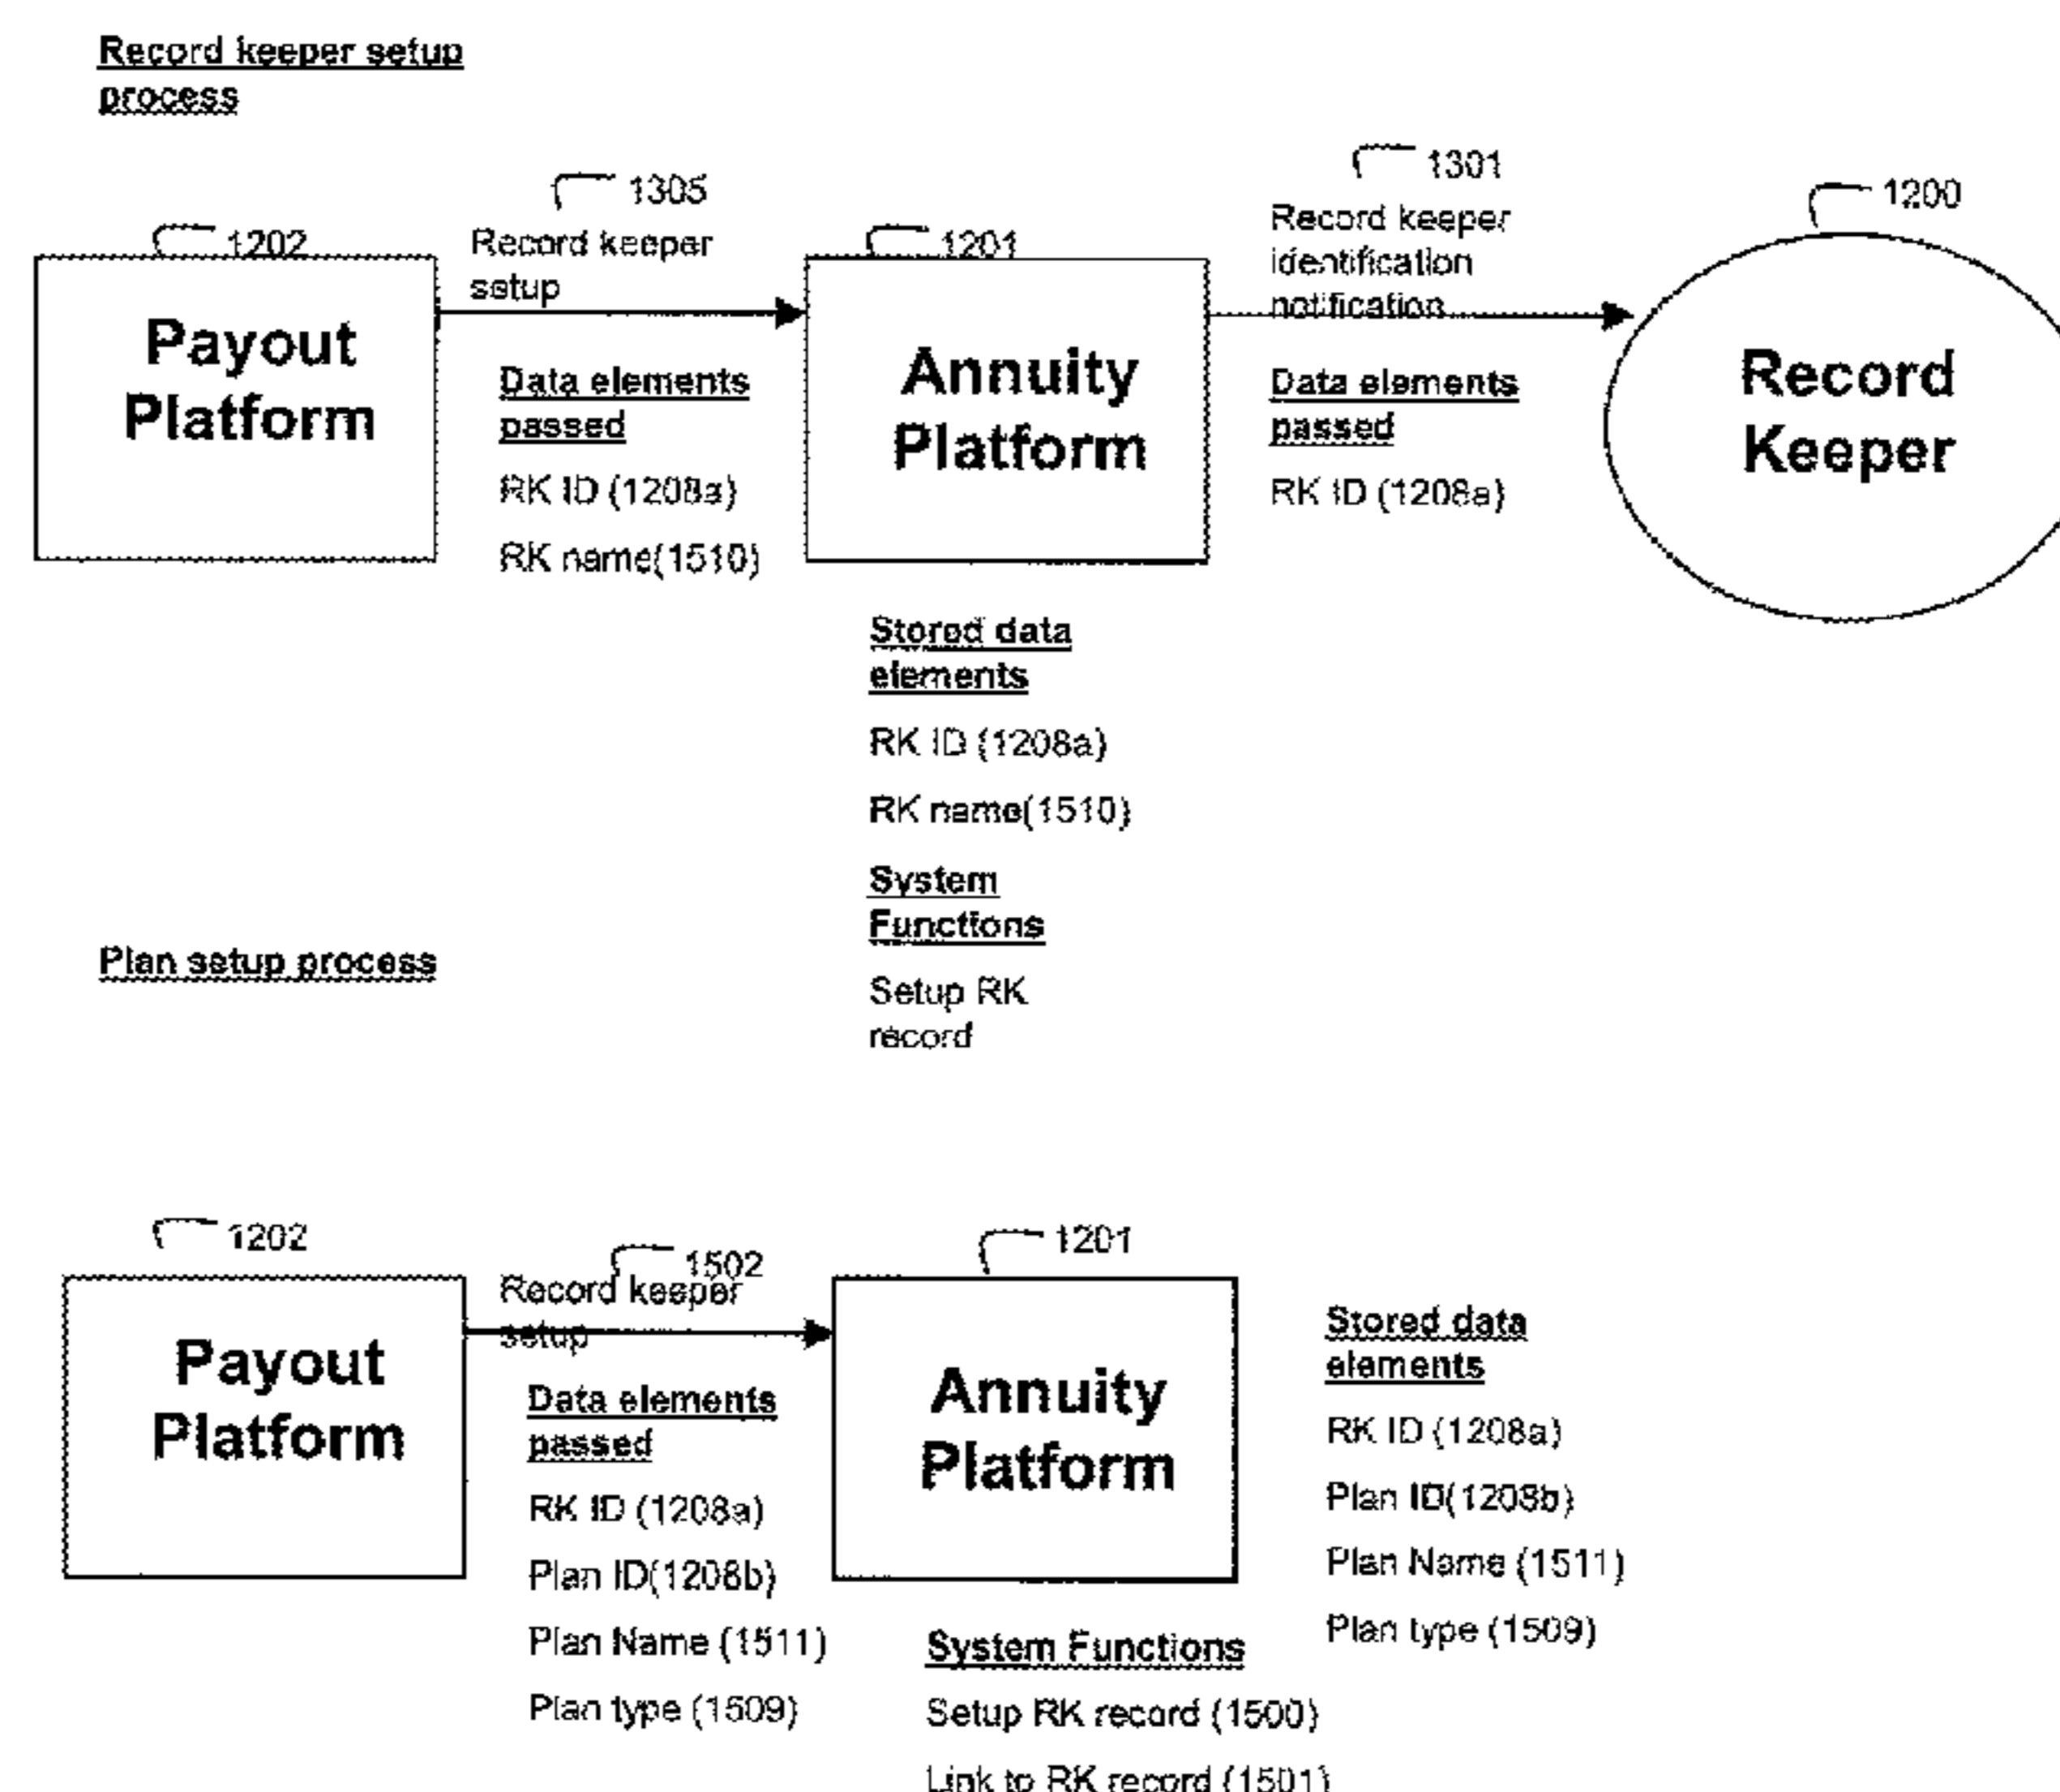 Record keeper setup
process
1305
1301
1200
1202
Record keeper
setup
1201
Record keeper
identification
notification
Payout
Platform
Data elements
passed
RK ID (1208a)
RK name(1510)
Annuity
Platform
Data elements
passed
RK ID (1208a)
Record
Keeper
Stored data
elements
RK ID (1208a)
RK name(1510)
System
Functions
Setup RK
record
Plan setup process
1202
1502
1201
Record keeper
setup
Payout
Platform
Data elements
passed
RK ID (1208a)
Plan ID(1208b)
Plan Name (1511)
Plan type (1509)
Annuity
Platform
System Functions
Setup RK record (1500)
Link to RK record (1501)
Stored data
elements
RK ID (1208a)
Plan ID(1208b)
Plan Name (1511)
Plan type (1509)